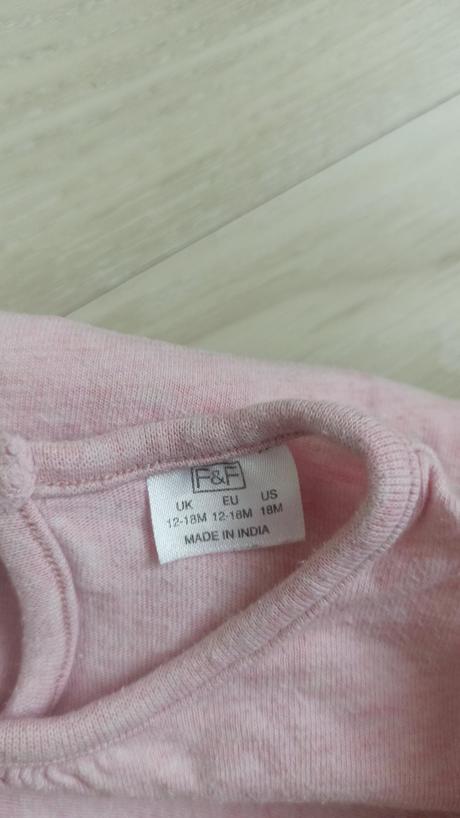 F&F
UK EU US
12-18M 12-18M 18M
MADE IN INDIA